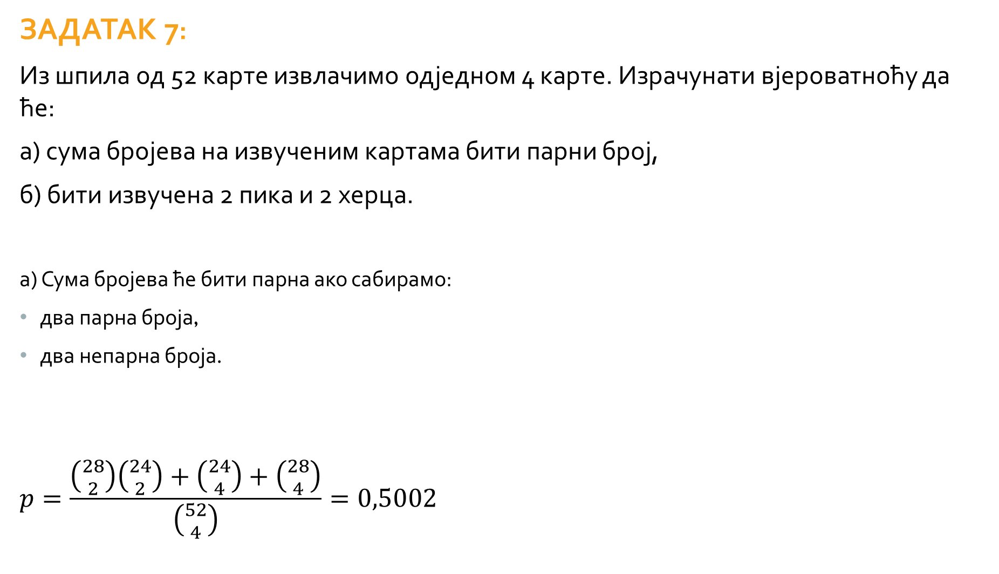 ЗАДАТАК 7:
Из шпила од 52 карте извлачимо одједном 4 карте. Израчунати вјероватноћу да
ће:
а) сума бројева на извученим картама бити парни број,
б) бити извучена 2 пика и 2 херца.
а) Сума бројева ће бити парна ако сабирамо:
• два парна броја,
• два непарна броја.
$p = \frac{\binom{28}{2}\binom{24}{2} + \binom{24}{4} + \binom{28}{4}}{\binom{52}{4}} = 0,5002$